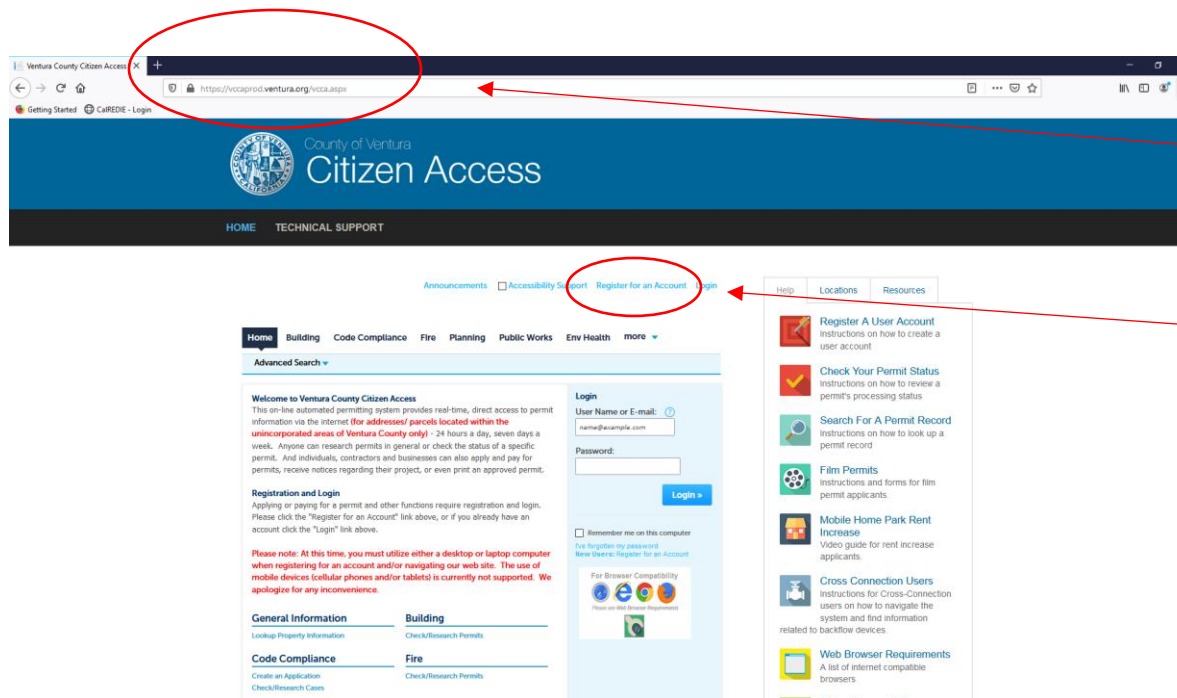 Ventura County Citizen Access
https://vccaprod.ventura.org/vcca.aspx
Getting Started CalREDIE - Login
County of Ventura
Citizen Access
HOME TECHNICAL SUPPORT
Announcements Accessibility Support Register for an Account Login
Home Building Code Compliance Fire Planning Public Works Env Health more
Advanced Search
Welcome to Ventura County Citizen Access
This on-line automated permitting system provides real-time, direct access to permit
information via the internet (for addresses/ parcels located within the
unincorporated areas of Ventura County only) - 24 hours a day, seven days a
week. Anyone can research permits in general or check the status of a specific
permit. And individuals, contractors and businesses can also apply and pay for
permits, receive notices regarding their project, or even print an approved permit.
Registration and Login
Applying or paying for a permit and other functions require registration and login.
Please click the "Register for an Account" link above, or if you already have an
account click the "Login" link above.
Please note: At this time, you must utilize either a desktop or laptop computer
when registering for an account and/or navigating our web site. The use of
mobile devices (cellular phones and/or tablets) is currently not supported. We
apologize for any inconvenience.
General Information
Lookup Property Information
Building
Check/Research Permits
Code Compliance
Create an Application
Check/Research Cases
Fire
Check/Research Permits
Login
User Name or E-mail:
name@example.com
Password:
Login »
Remember me on this computer
I've forgotten my password
New Users: Register for an Account
For Browser Compatibility
Please see Web Browser Requirements
Help Locations Resources
Register A User Account
Instructions on how to create a
user account
Check Your Permit Status
Instructions on how to review a
permit's processing status
Search For A Permit Record
Instructions on how to look up a
permit record
Film Permits
Instructions and forms for film
permit applicants
Mobile Home Park Rent
Increase
Video guide for rent increase
applicants.
Cross Connection Users
Instructions for Cross-Connection
users on how to navigate the
system and find information
related to backflow devices
Web Browser Requirements
A list of internet compatible
browsers